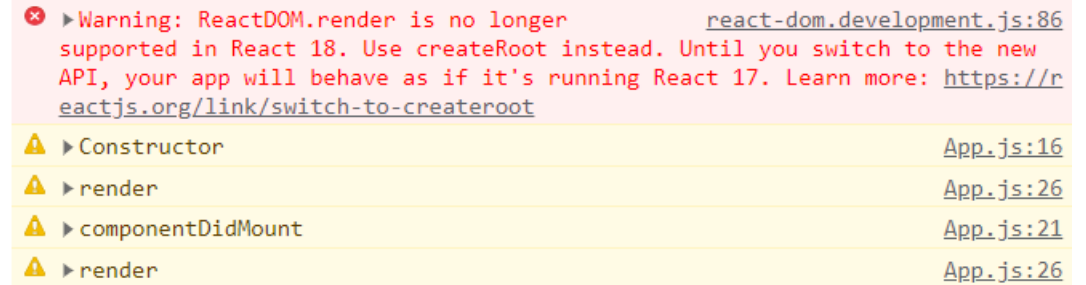 Warning: ReactDOM.render is no longer react-dom.development.js:86
supported in React 18. Use createRoot instead. Until you switch to the new
API, your app will behave as if it's running React 17. Learn more: https://r
eactjs.org/link/switch-to-createroot
Constructor App.js:16
render App.js:26
componentDidMount App.js:21
render App.js:26